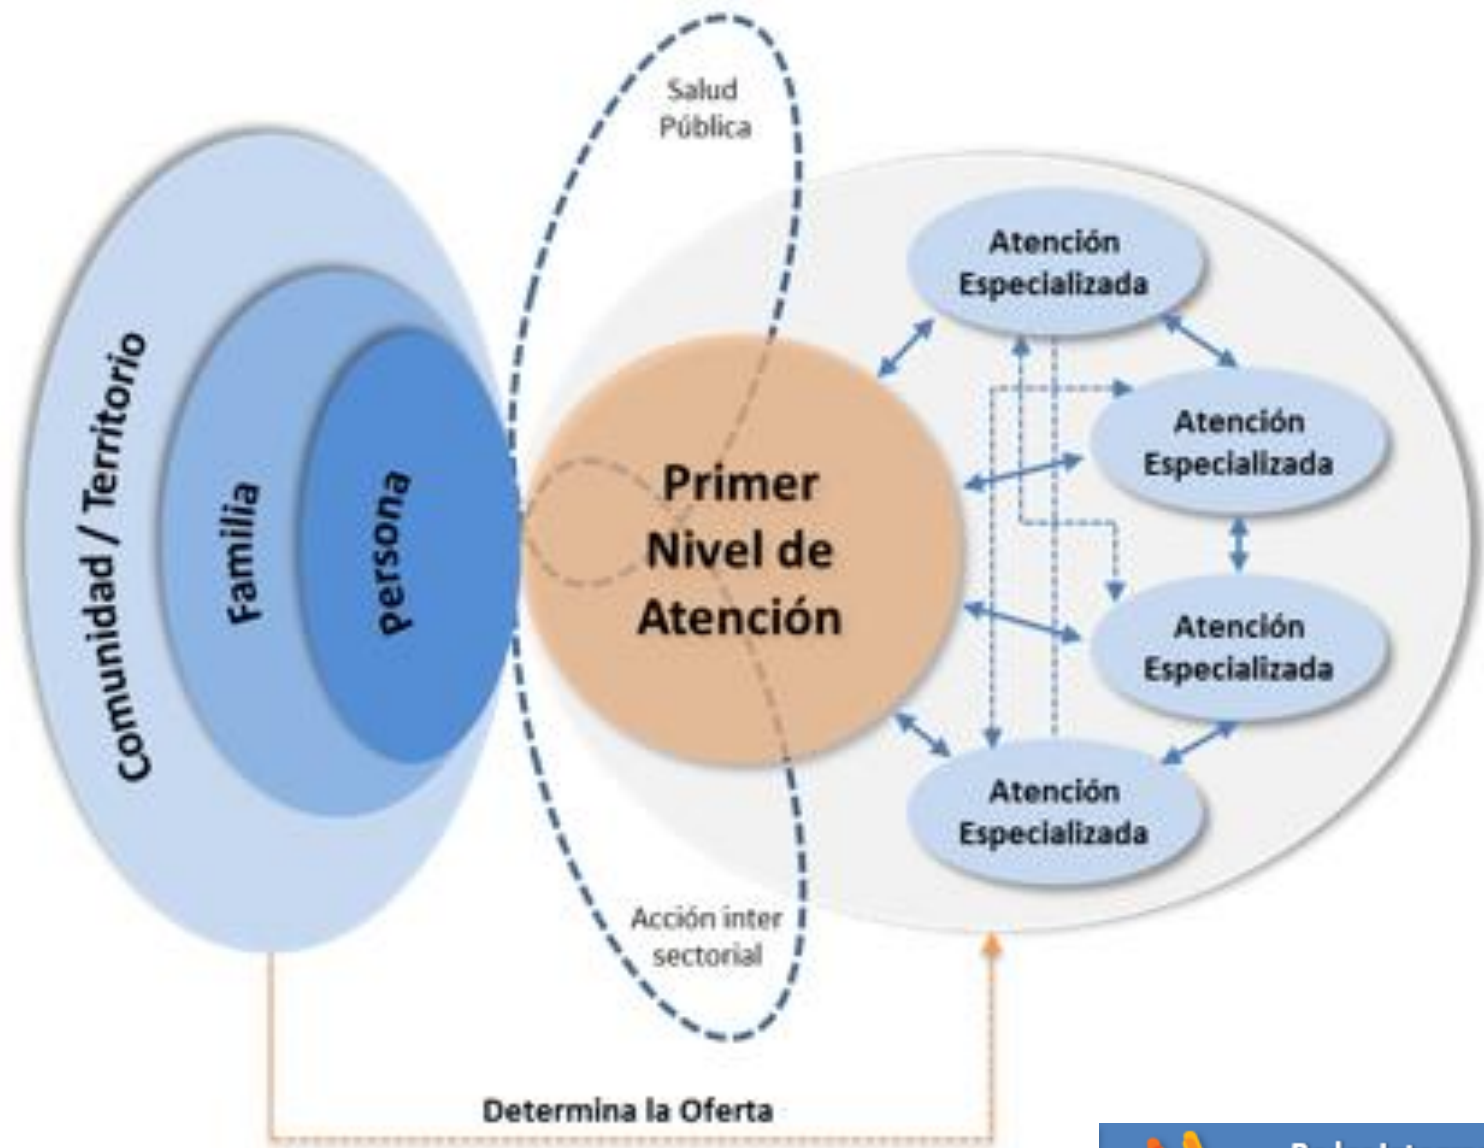 Salud
Pública
Comunidad / Territorio
Familia
Persona
Primer
Nivel de
Atención
Atención
Especializada
Atención
Especializada
Atención
Especializada
Atención
Especializada
Acción inter
sectorial
Determina la Oferta